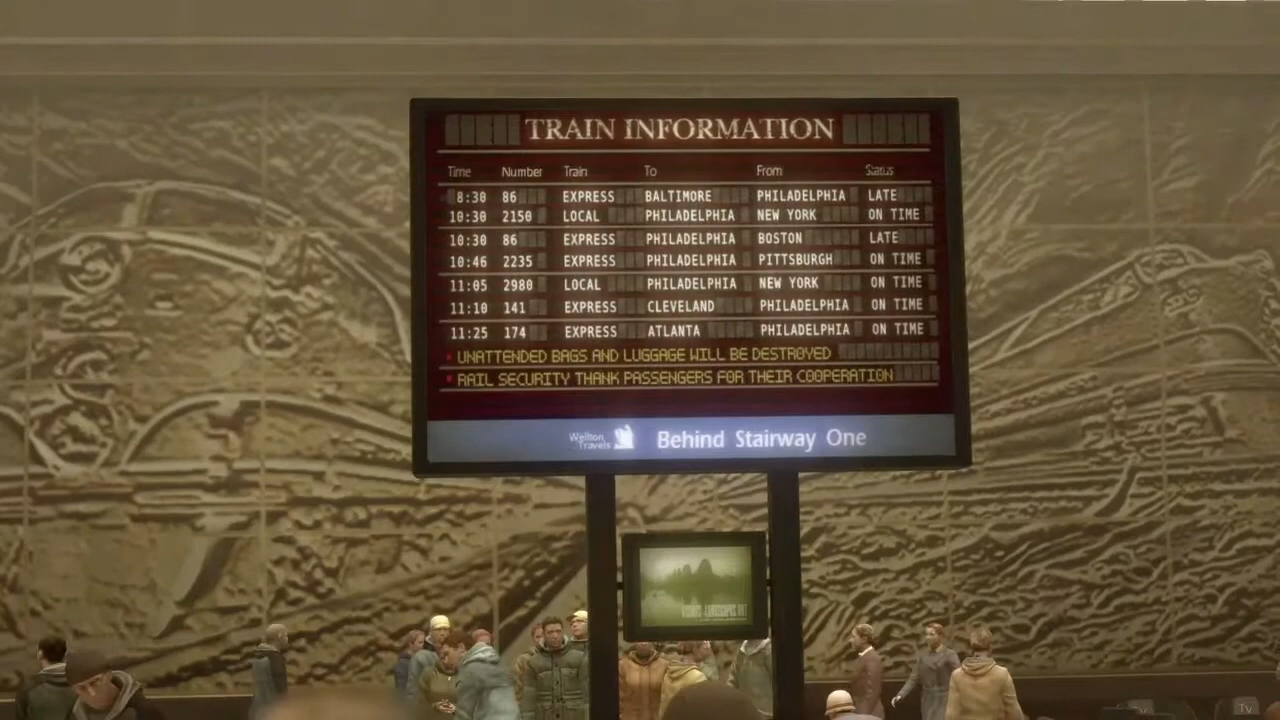 TRAIN INFORMATION
Time Number Train To From Status
8:30 86 EXPRESS BALTIMORE PHILADELPHIA LATE
10:30 2150 LOCAL PHILADELPHIA NEW YORK ON TIME
10:30 86 EXPRESS PHILADELPHIA BOSTON LATE
10:46 2235 EXPRESS PHILADELPHIA PITTSBURGH ON TIME
11:05 2980 LOCAL PHILADELPHIA NEW YORK ON TIME
11:10 141 EXPRESS CLEVELAND PHILADELPHIA ON TIME
11:25 174 EXPRESS ATLANTA PHILADELPHIA ON TIME
UNATTENDED BAGS AND LUGGAGE WILL BE DESTROYED
RAIL SECURITY THANK PASSENGERS FOR THEIR COOPERATION
Wellton
Travels
Behind Stairway One
Tv